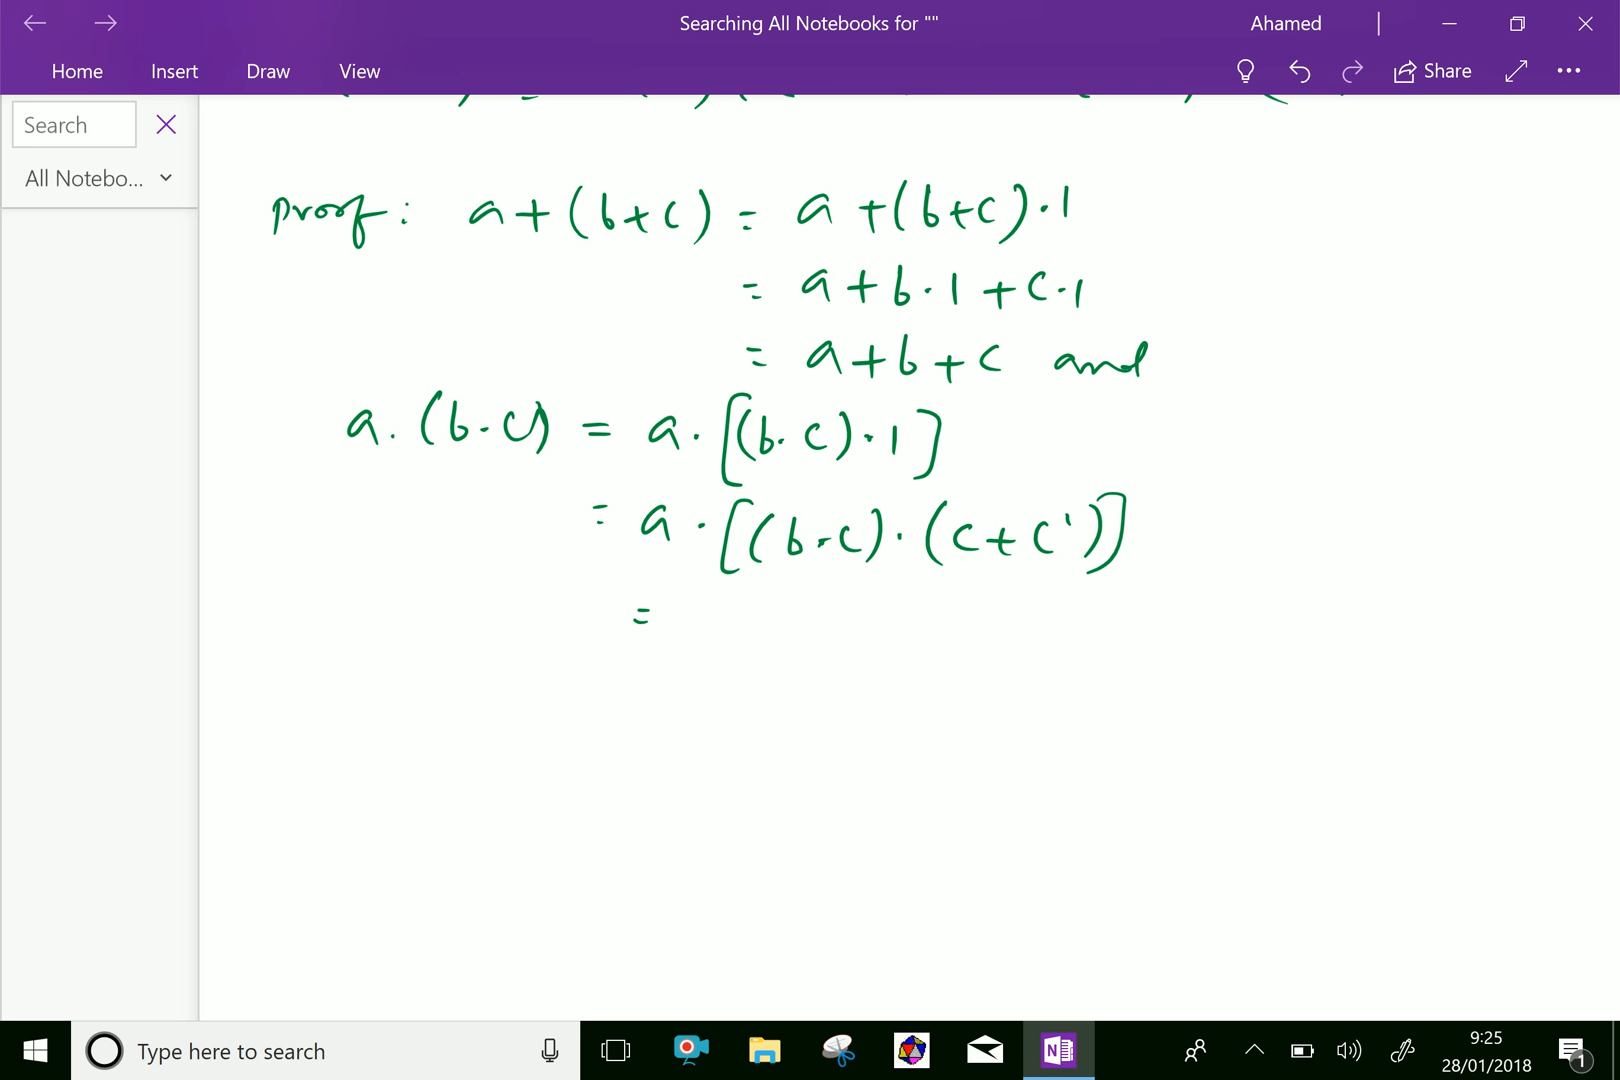 Searching All Notebooks for ""
Ahamed
Home Insert Draw View
Share
Search
All Notebo...
proof: a+(b+c) = a+(b+c)·1
= a+b·1+c·1
= a+b+c and
a.(b·c) = a·[(b·c)·1]
= a·[(b·c)·(c+c')]
=
Type here to search
9:25
28/01/2018
1